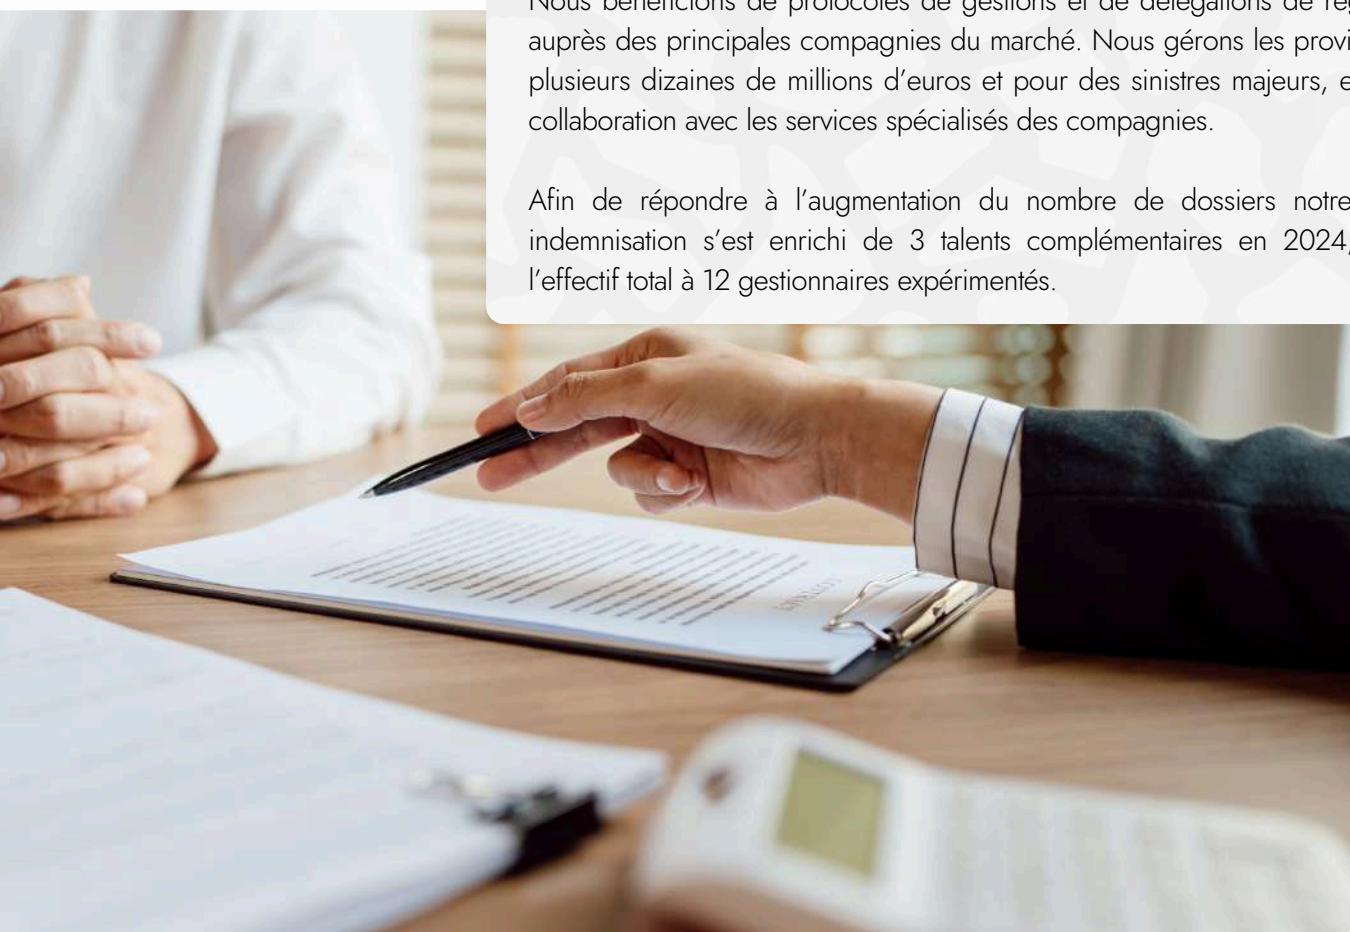 Nous bénéficions de protocoles de gestions et de délégations de
auprès des principales compagnies du marché. Nous gérons les
plusieurs dizaines de millions d’euros et pour des sinistres majeurs,
collaboration avec les services spécialisés des compagnies.
Afin de répondre à l’augmentation du nombre de dossiers notre
indemnisation s’est enrichi de 3 talents complémentaires en 2024,
l’effectif total à 12 gestionnaires expérimentés.